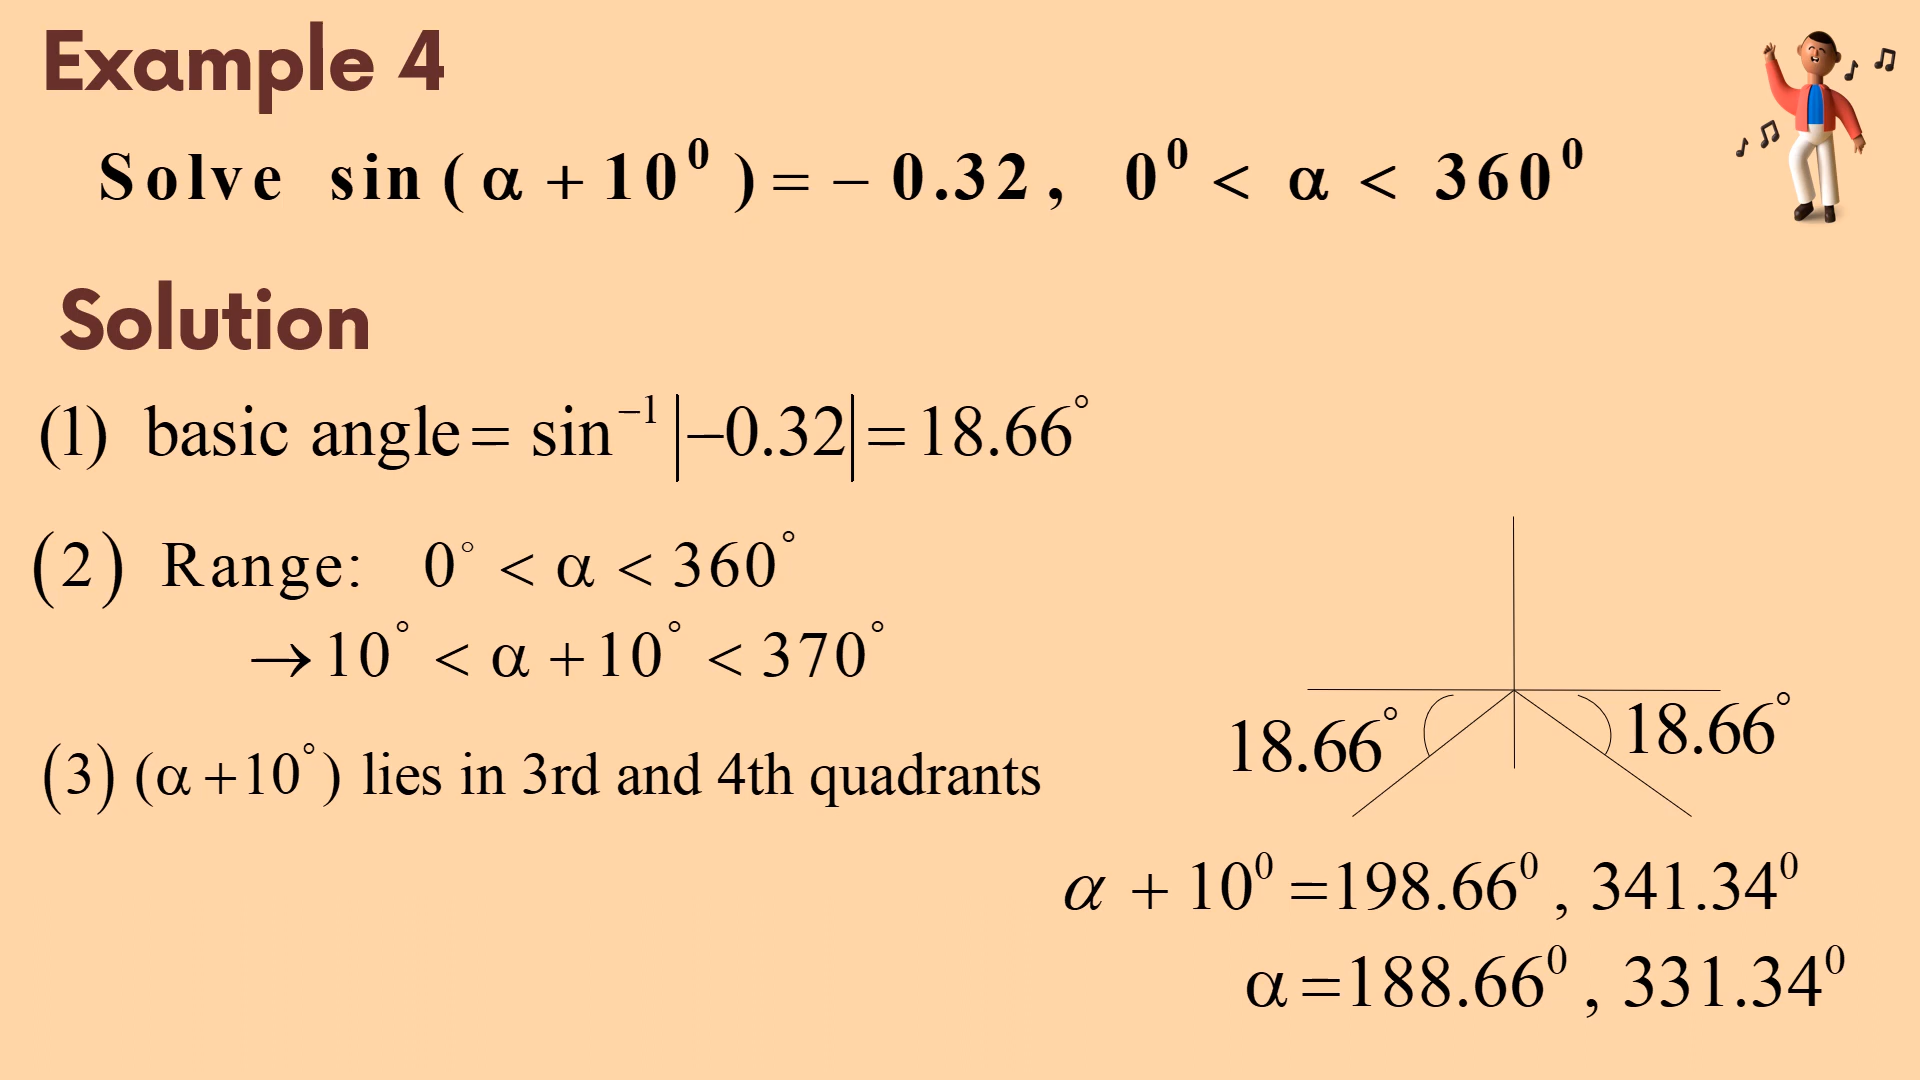 Example 4
Solve sin ( α + 10⁰ ) = − 0.32 , 0⁰ < α < 360⁰
Solution
(1) basic angle = sin⁻¹ |−0.32| = 18.66°
(2) Range: 0° < α < 360°
→ 10° < α + 10° < 370°
(3) (α + 10°) lies in 3rd and 4th quadrants
18.66° 18.66°
α + 10⁰ = 198.66⁰ , 341.34⁰
α = 188.66⁰ , 331.34⁰